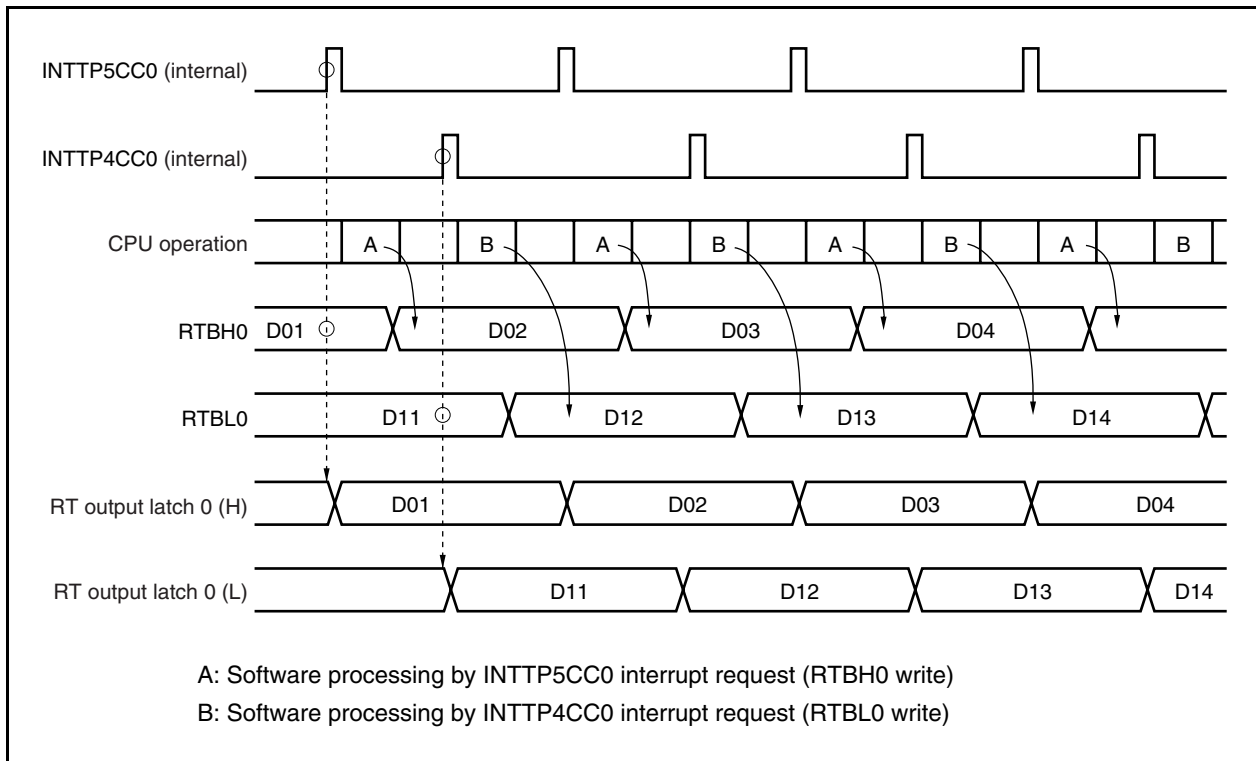 INTTP5CC0 (internal)
INTTP4CC0 (internal)
CPU operation A B A B A B A B
RTBH0 D01 D02 D03 D04
RTBL0 D11 D12 D13 D14
RT output latch 0 (H) D01 D02 D03 D04
RT output latch 0 (L) D11 D12 D13 D14
A: Software processing by INTTP5CC0 interrupt request (RTBH0 write)
B: Software processing by INTTP4CC0 interrupt request (RTBL0 write)